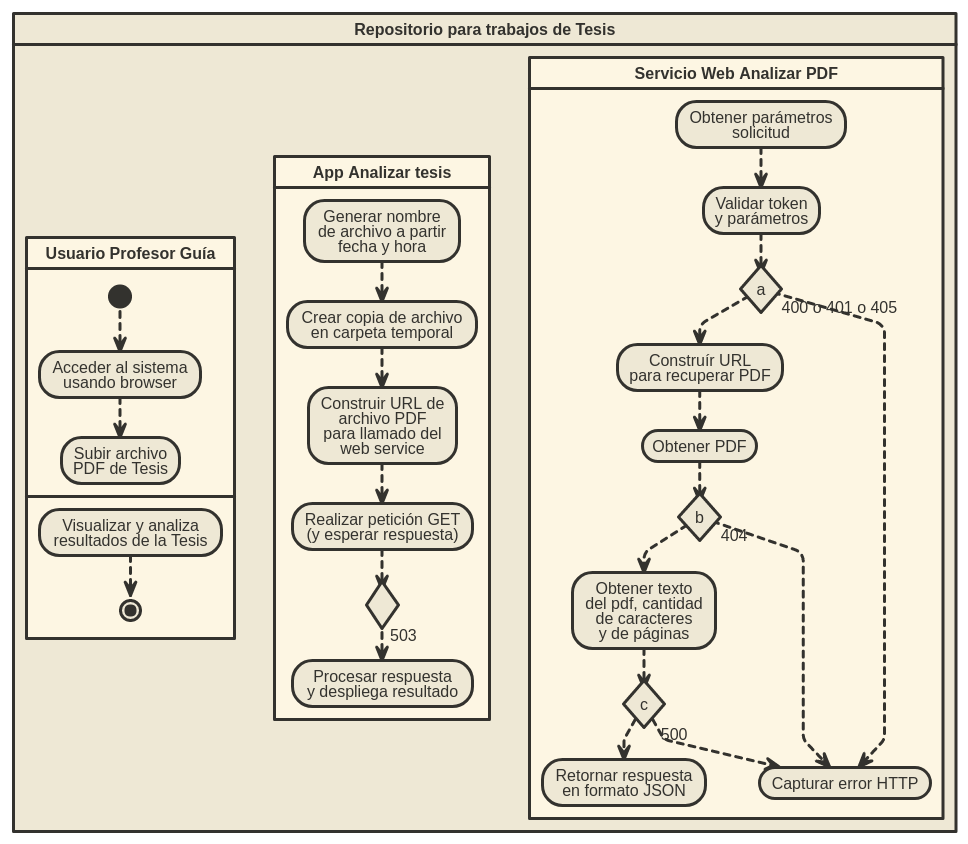 Repositorio para trabajos de Tesis
Usuario Profesor Guía
Acceder al sistema
usando browser
Subir archivo
PDF de Tesis
Visualizar y analiza
resultados de la Tesis
App Analizar tesis
Generar nombre
de archivo a partir
fecha y hora
Crear copia de archivo
en carpeta temporal
Construir URL de
archivo PDF
para llamado del
web service
Realizar petición GET
(y esperar respuesta)
503
Procesar respuesta
y despliega resultado
Servicio Web Analizar PDF
Obtener parámetros
solicitud
Validar token
y parámetros
a
400 o 401 o 405
Construír URL
para recuperar PDF
Obtener PDF
b
404
Obtener texto
del pdf, cantidad
de caracteres
y de páginas
c
500
Retornar respuesta
en formato JSON
Capturar error HTTP